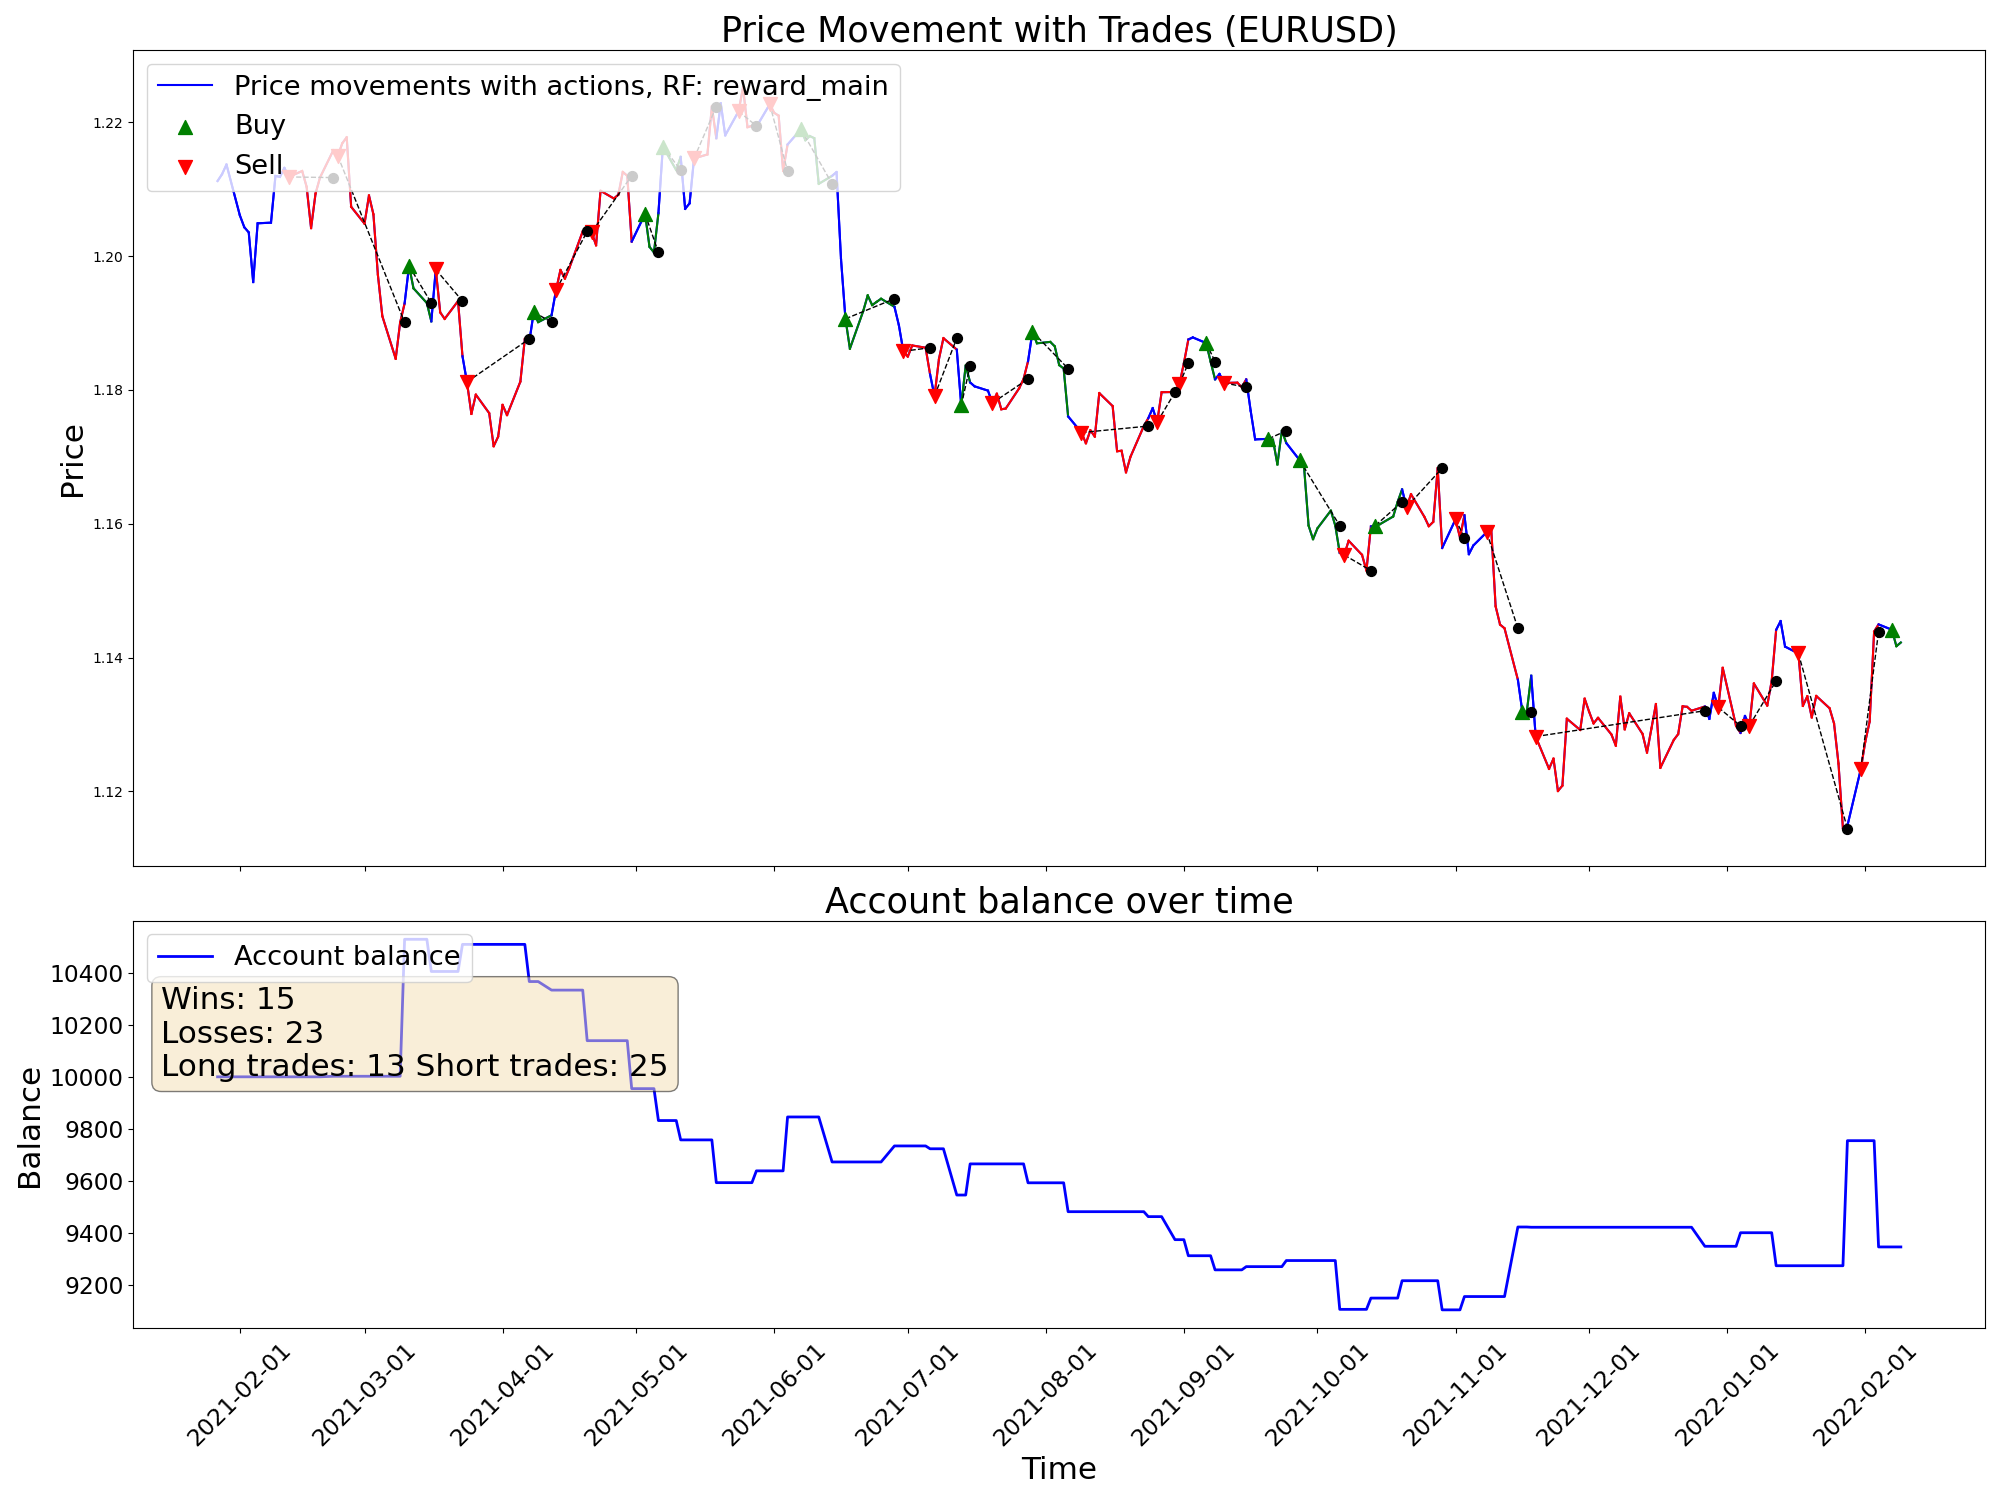 Price Movement with Trades (EURUSD)
Price movements with actions, RF: reward_main
Buy
Sell
Price
1.22
1.20
1.18
1.16
1.14
1.12
Account balance over time
Account balance
Wins: 15
Losses: 23
Long trades: 13 Short trades: 25
Balance
10400
10200
10000
9800
9600
9400
9200
2021-02-01
2021-03-01
2021-04-01
2021-05-01
2021-06-01
2021-07-01
2021-08-01
2021-09-01
2021-10-01
2021-11-01
2021-12-01
2022-01-01
2022-02-01
Time